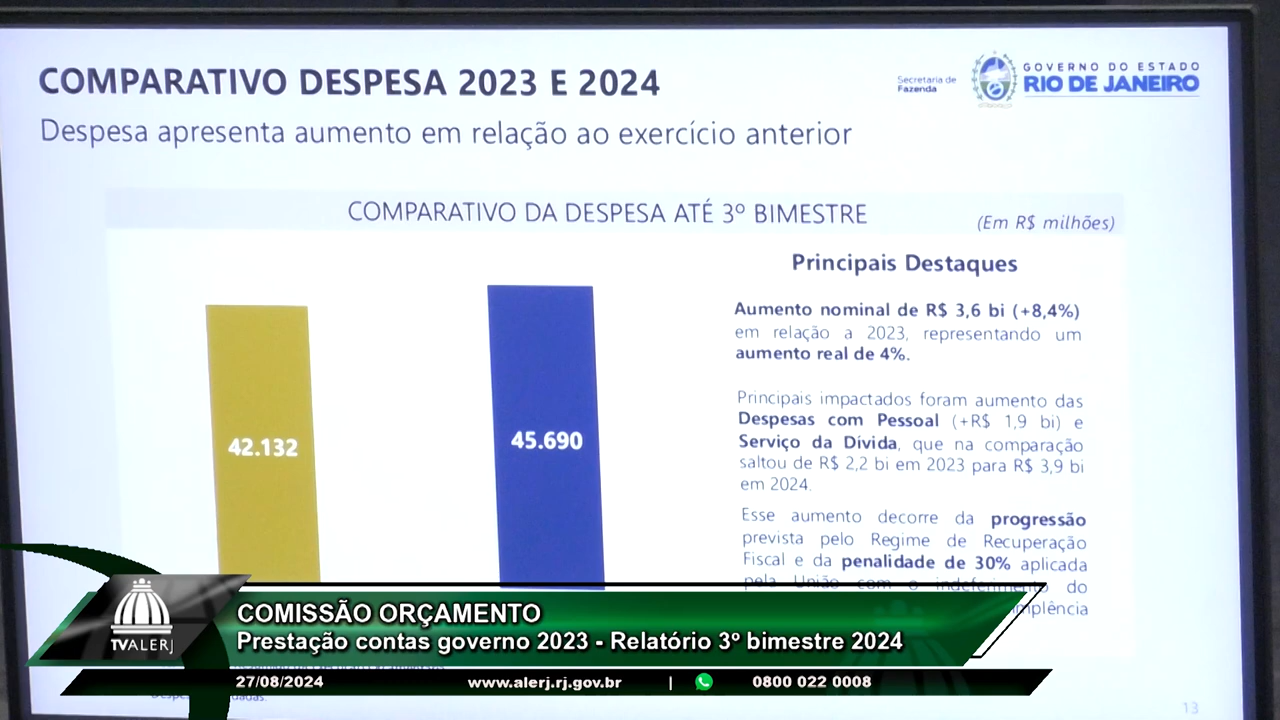 COMPARATIVO DESPESA 2023 E 2024
Despesa apresenta aumento em relação ao exercício anterior
Secretaria de
Fazenda
GOVERNO DO ESTADO
RIO DE JANEIRO
COMPARATIVO DA DESPESA ATÉ 3º BIMESTRE
(Em R$ milhões)
42.132
45.690
Principais Destaques
Aumento nominal de R$ 3,6 bi (+8,4%)
em relação a 2023, representando um
aumento real de 4%.
Principais impactados foram aumento das
Despesas com Pessoal (+R$ 1,9 bi) e
Serviço da Dívida, que na comparação
saltou de R$ 2,2 bi em 2023 para R$ 3,9 bi
em 2024.
Esse aumento decorre da progressão
prevista pelo Regime de Recuperação
Fiscal e da penalidade de 30% aplicada
pela União com o indeferimento do
TVALERJ
COMISSÃO ORÇAMENTO
Prestação contas governo 2023 - Relatório 3º bimestre 2024
27/08/2024
www.alerj.rj.gov.br
|
0800 022 0008
13